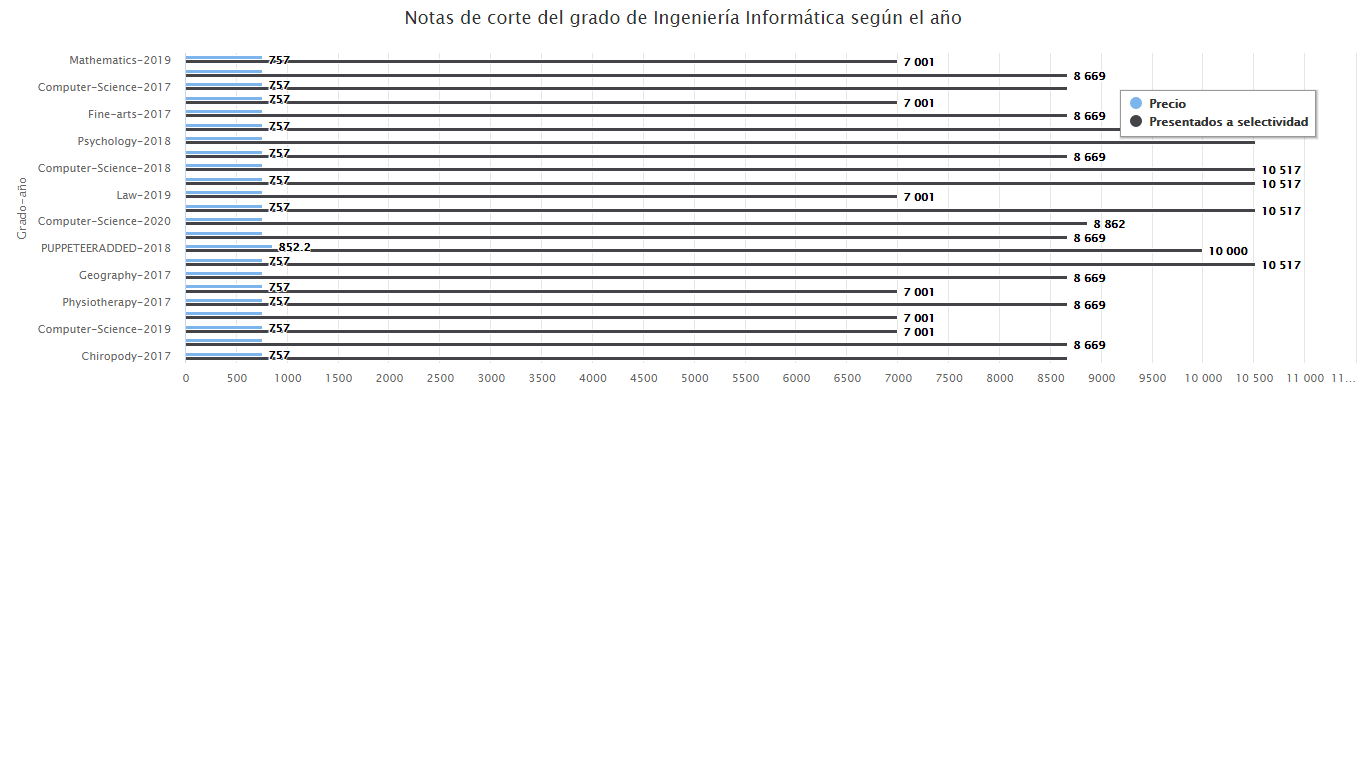 Notas de corte del grado de Ingeniería Informática según el año
Grado-año
Mathematics-2019
757
7 001
8 669
Computer-Science-2017
757
757
7 001
Fine-arts-2017
8 669
757
Psychology-2018
757
8 669
Computer-Science-2018
10 517
757
10 517
Law-2019
7 001
757
10 517
Computer-Science-2020
8 862
8 669
PUPPETEERADDED-2018
852.2
10 000
757
10 517
Geography-2017
8 669
757
7 001
Physiotherapy-2017
757
8 669
7 001
Computer-Science-2019
757
7 001
8 669
Chiropody-2017
757
0 500 1000 1500 2000 2500 3000 3500 4000 4500 5000 5500 6000 6500 7000 7500 8000 8500 9000 9500 10 000 10 500 11 000 11...
Precio
Presentados a selectividad